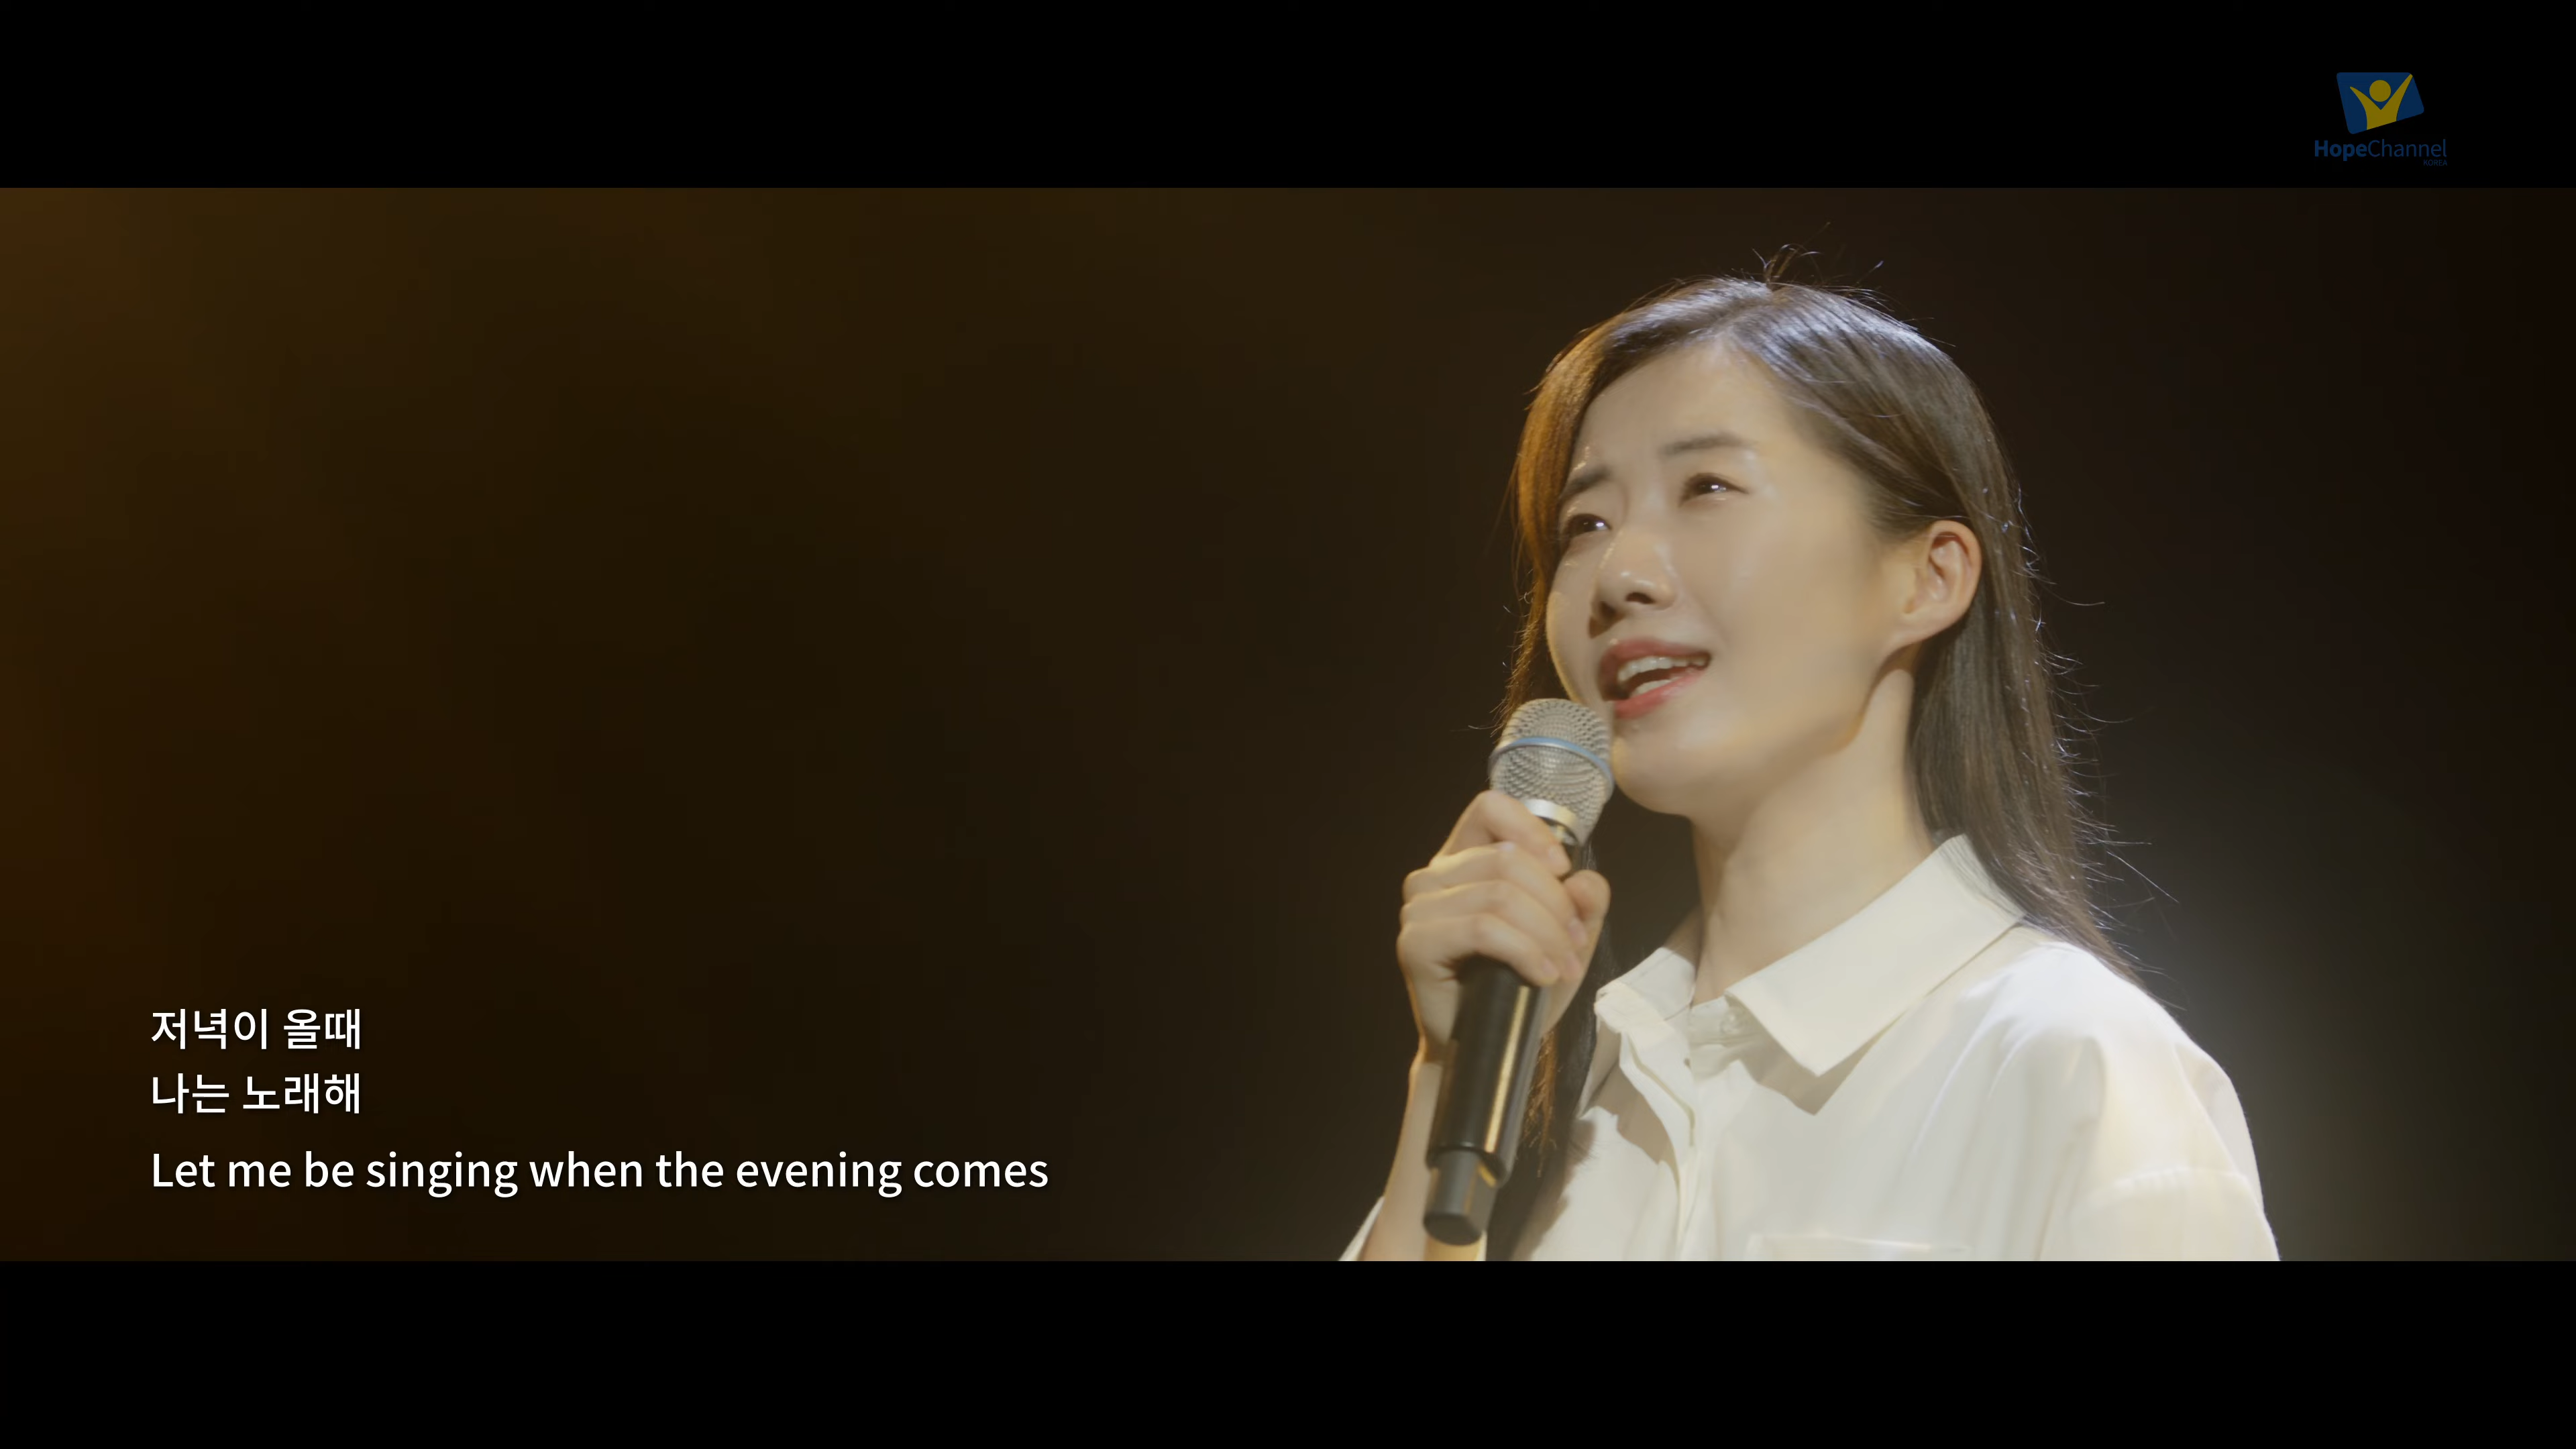 HopeChannel
KOREA
저녁이 올때
나는 노래해
Let me be singing when the evening comes